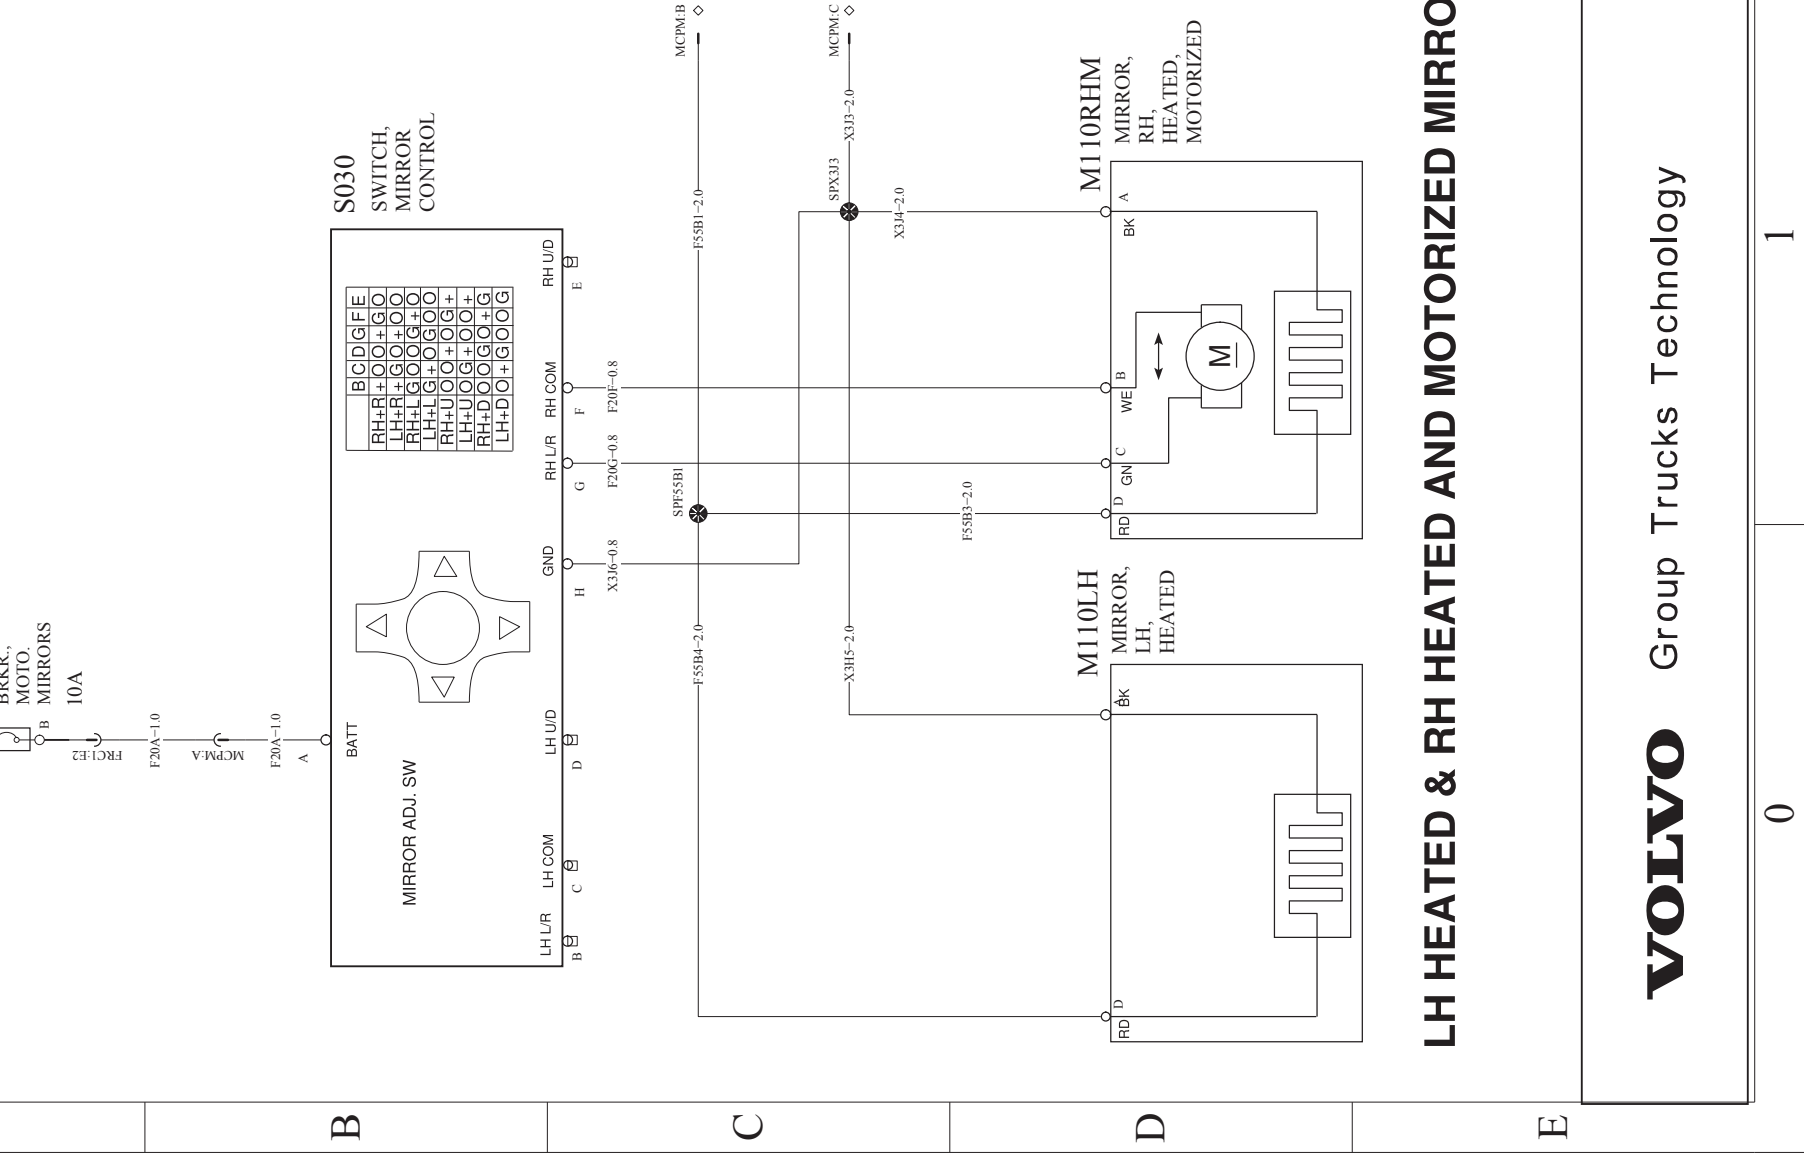 BRKR.,
MOTO.
MIRRORS
10A
B
FRC1:E2
F20A−1.0
MCPM:A
F20A−1.0
A
BATT
S030
SWITCH,
MIRROR
CONTROL
MIRROR ADJ. SW
B C D G F E
RH+R + O O + G O
LH+R + G O + O O
RH+L G O O G + O
LH+L G + O G O O
RH+U O O + O G +
LH+U O G + O O +
RH+D O O G O + G
LH+D O + G O O G
LH L/R
B
LH COM
C
LH U/D
D
GND
H
RH L/R
G
RH COM
F
RH U/D
E
X3J6−0.8
F20G−0.8
F20F−0.8
MCPM:B
F55B1−2.0
SPF55B1
F55B4−2.0
MCPM:C
X3J3−2.0
SPX3J3
X3H5−2.0
X3J4−2.0
F55B3−2.0
M110LH
MIRROR,
LH,
HEATED
D
RD
A
BK
M110RHM
MIRROR,
RH,
HEATED,
MOTORIZED
D
RD
C
GN
B
WE
A
BK
M
LH HEATED & RH HEATED AND MOTORIZED MIRRO
VOLVO Group Trucks Technology
0
1
B
C
D
E